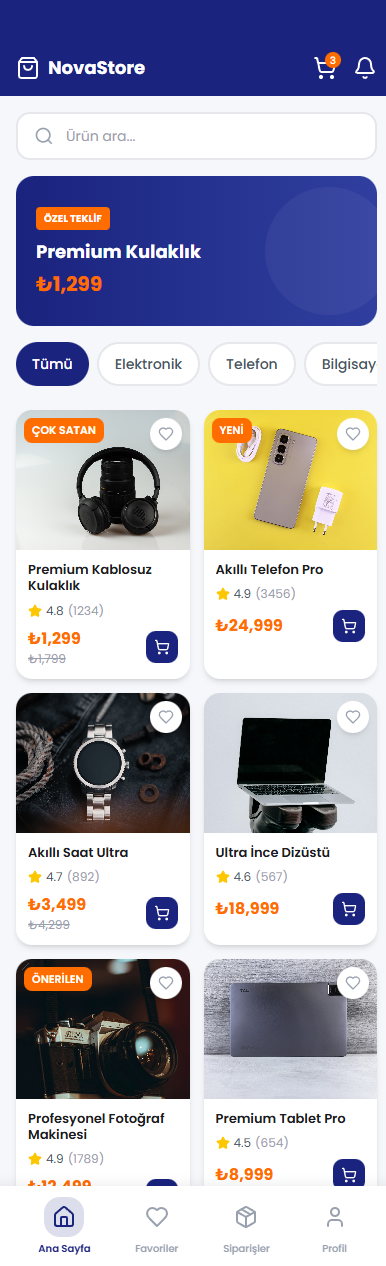 NovaStore
3
Ürün ara...
ÖZEL TEKLİF
Premium Kulaklık
₺1,299
Tümü
Elektronik
Telefon
Bilgisay
ÇOK SATAN
Premium Kablosuz
Kulaklık
4.8 (1234)
₺1,299
₺1,799
YENİ
Akıllı Telefon Pro
4.9 (3456)
₺24,999
Akıllı Saat Ultra
4.7 (892)
₺3,499
₺4,299
Ultra İnce Dizüstü
4.6 (567)
₺18,999
ÖNERİLEN
Profesyonel Fotoğraf
Makinesi
4.9 (1789)
₺12,499
TCL
Premium Tablet Pro
4.5 (654)
₺8,999
Ana Sayfa
Favoriler
Siparişler
Profil